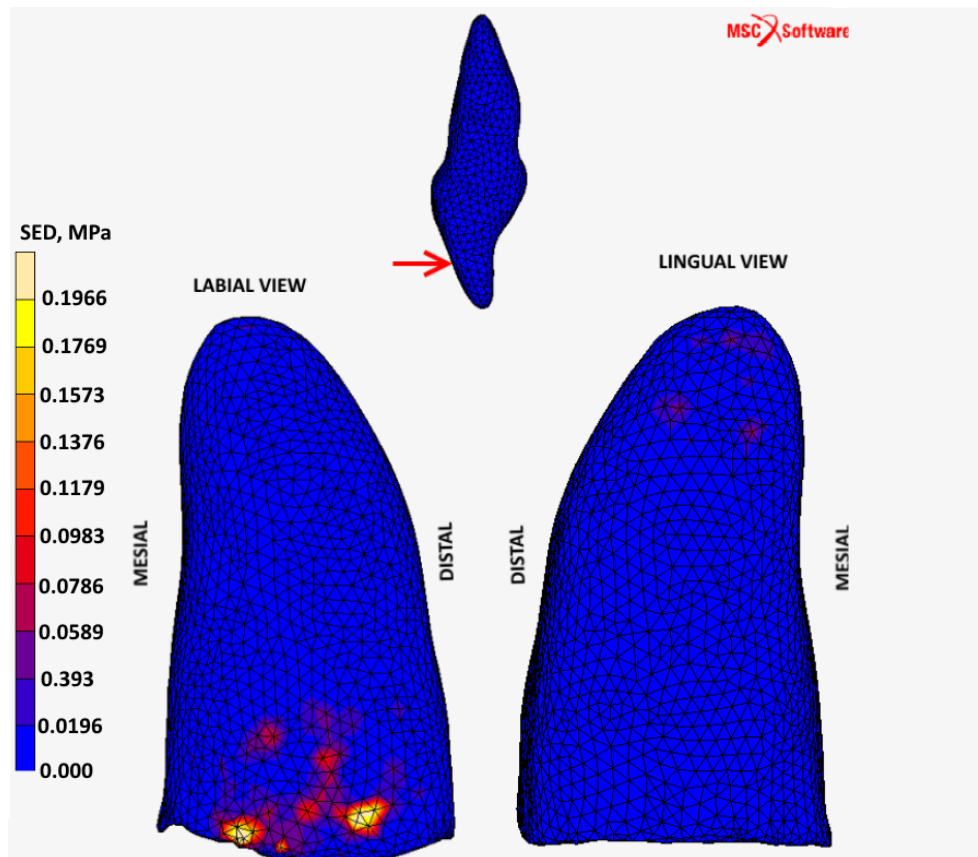 MSC Software
SED, MPa
0.1966
0.1769
0.1573
0.1376
0.1179
0.0983
0.0786
0.0589
0.393
0.0196
0.000
LABIAL VIEW
LINGUAL VIEW
MESIAL
DISTAL
DISTAL
MESIAL